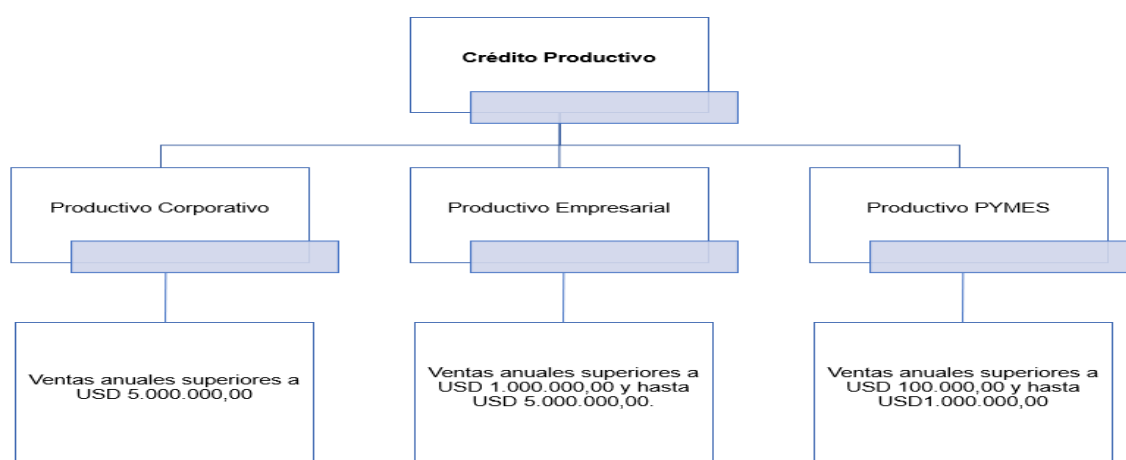 Crédito Productivo
Productivo Corporativo
Productivo Empresarial
Productivo PYMES
Ventas anuales superiores a
USD 5.000.000,00
Ventas anuales superiores a
USD 1.000.000,00 y hasta
USD 5.000.000,00.
Ventas anuales superiores a
USD 100.000,00 y hasta
USD1.000.000,00